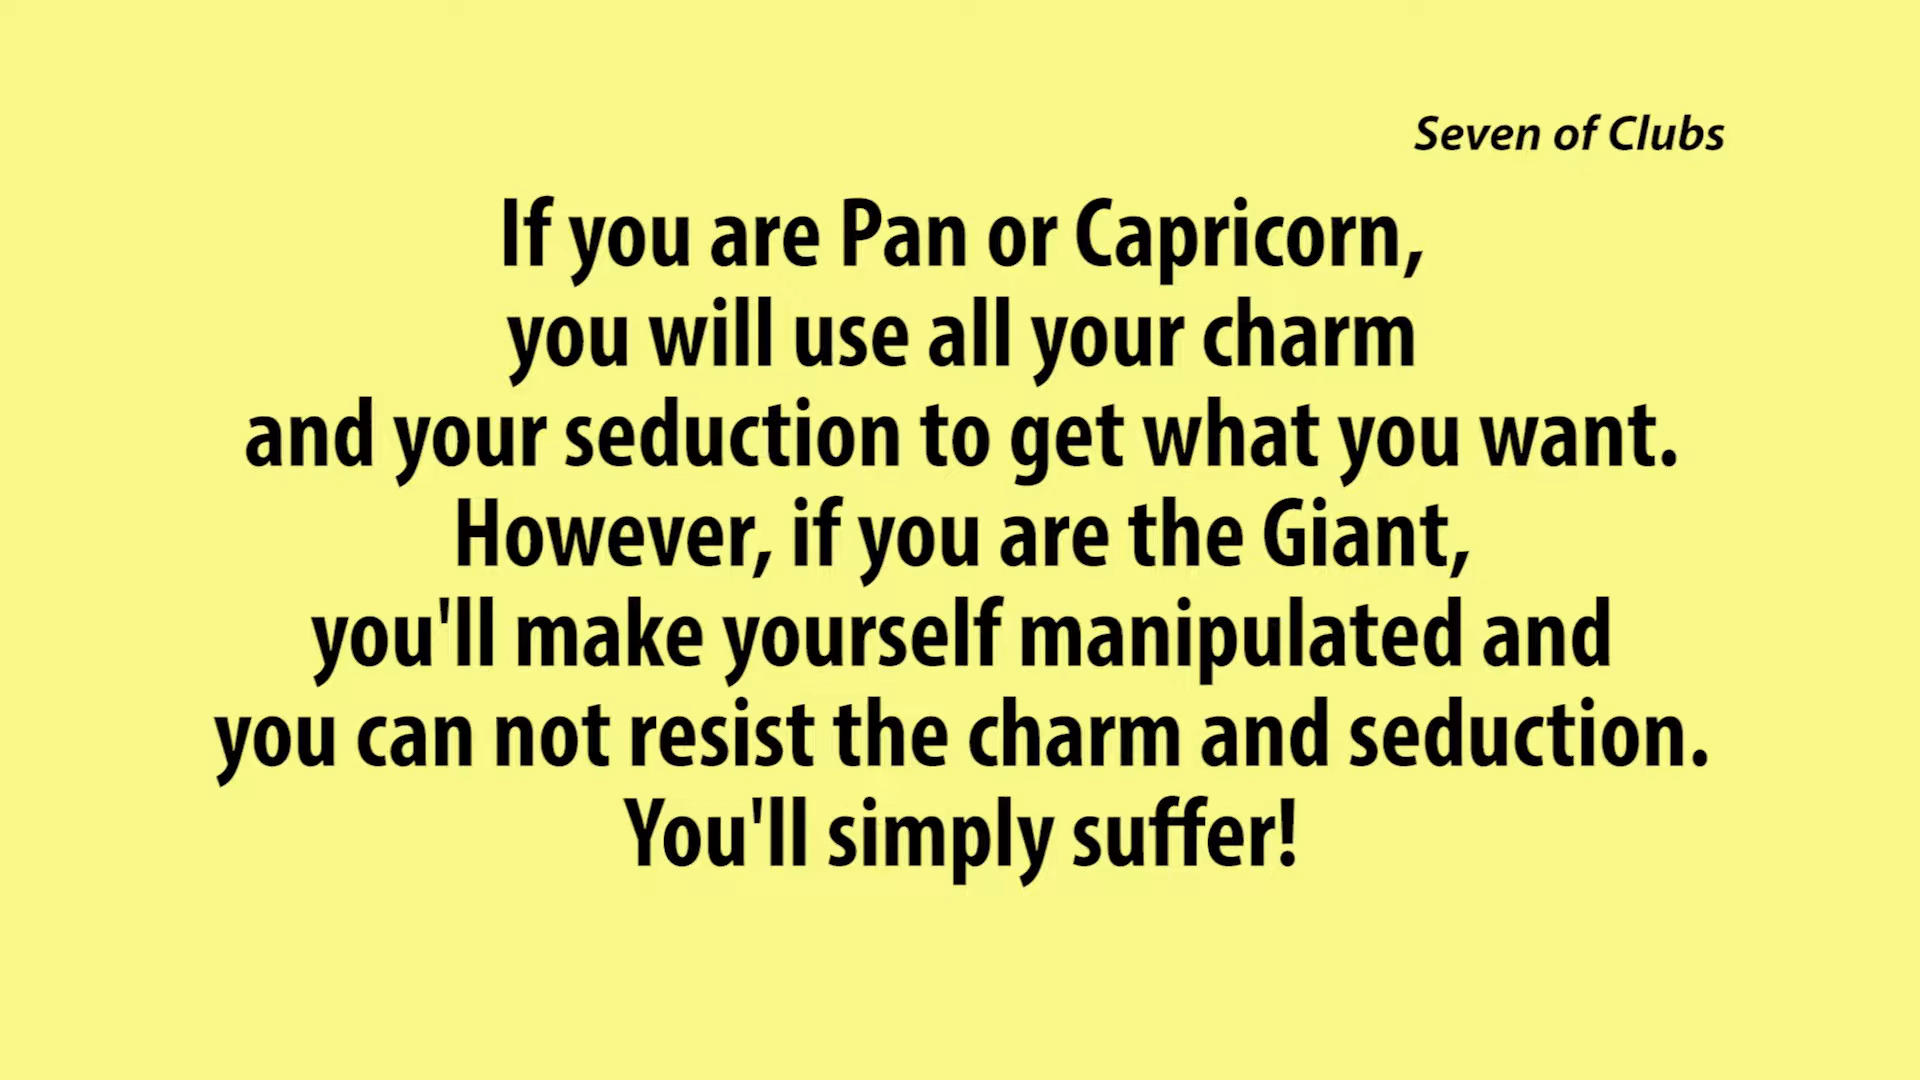 Seven of Clubs
If you are Pan or Capricorn,
you will use all your charm
and your seduction to get what you want.
However, if you are the Giant,
you'll make yourself manipulated and
you can not resist the charm and seduction.
You'll simply suffer!